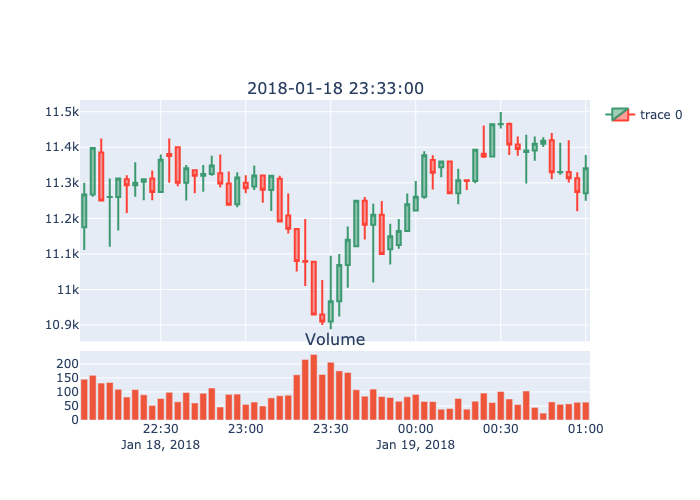 2018-01-18 23:33:00
trace 0
11.5k
11.4k
11.3k
11.2k
11.1k
11k
10.9k
Volume
200
150
100
50
0
22:30 23:00 23:30 00:00 00:30 01:00
Jan 18, 2018 Jan 19, 2018